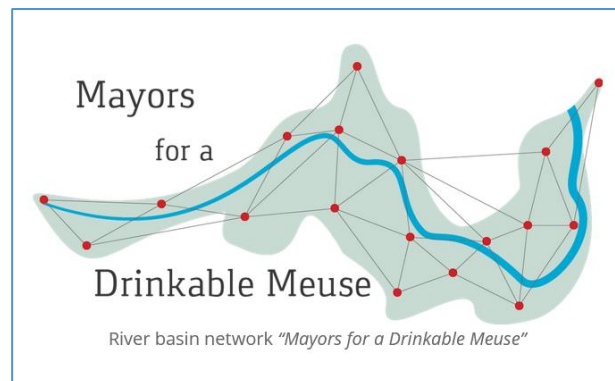 Mayors
for a
Drinkable Meuse
River basin network “Mayors for a Drinkable Meuse”